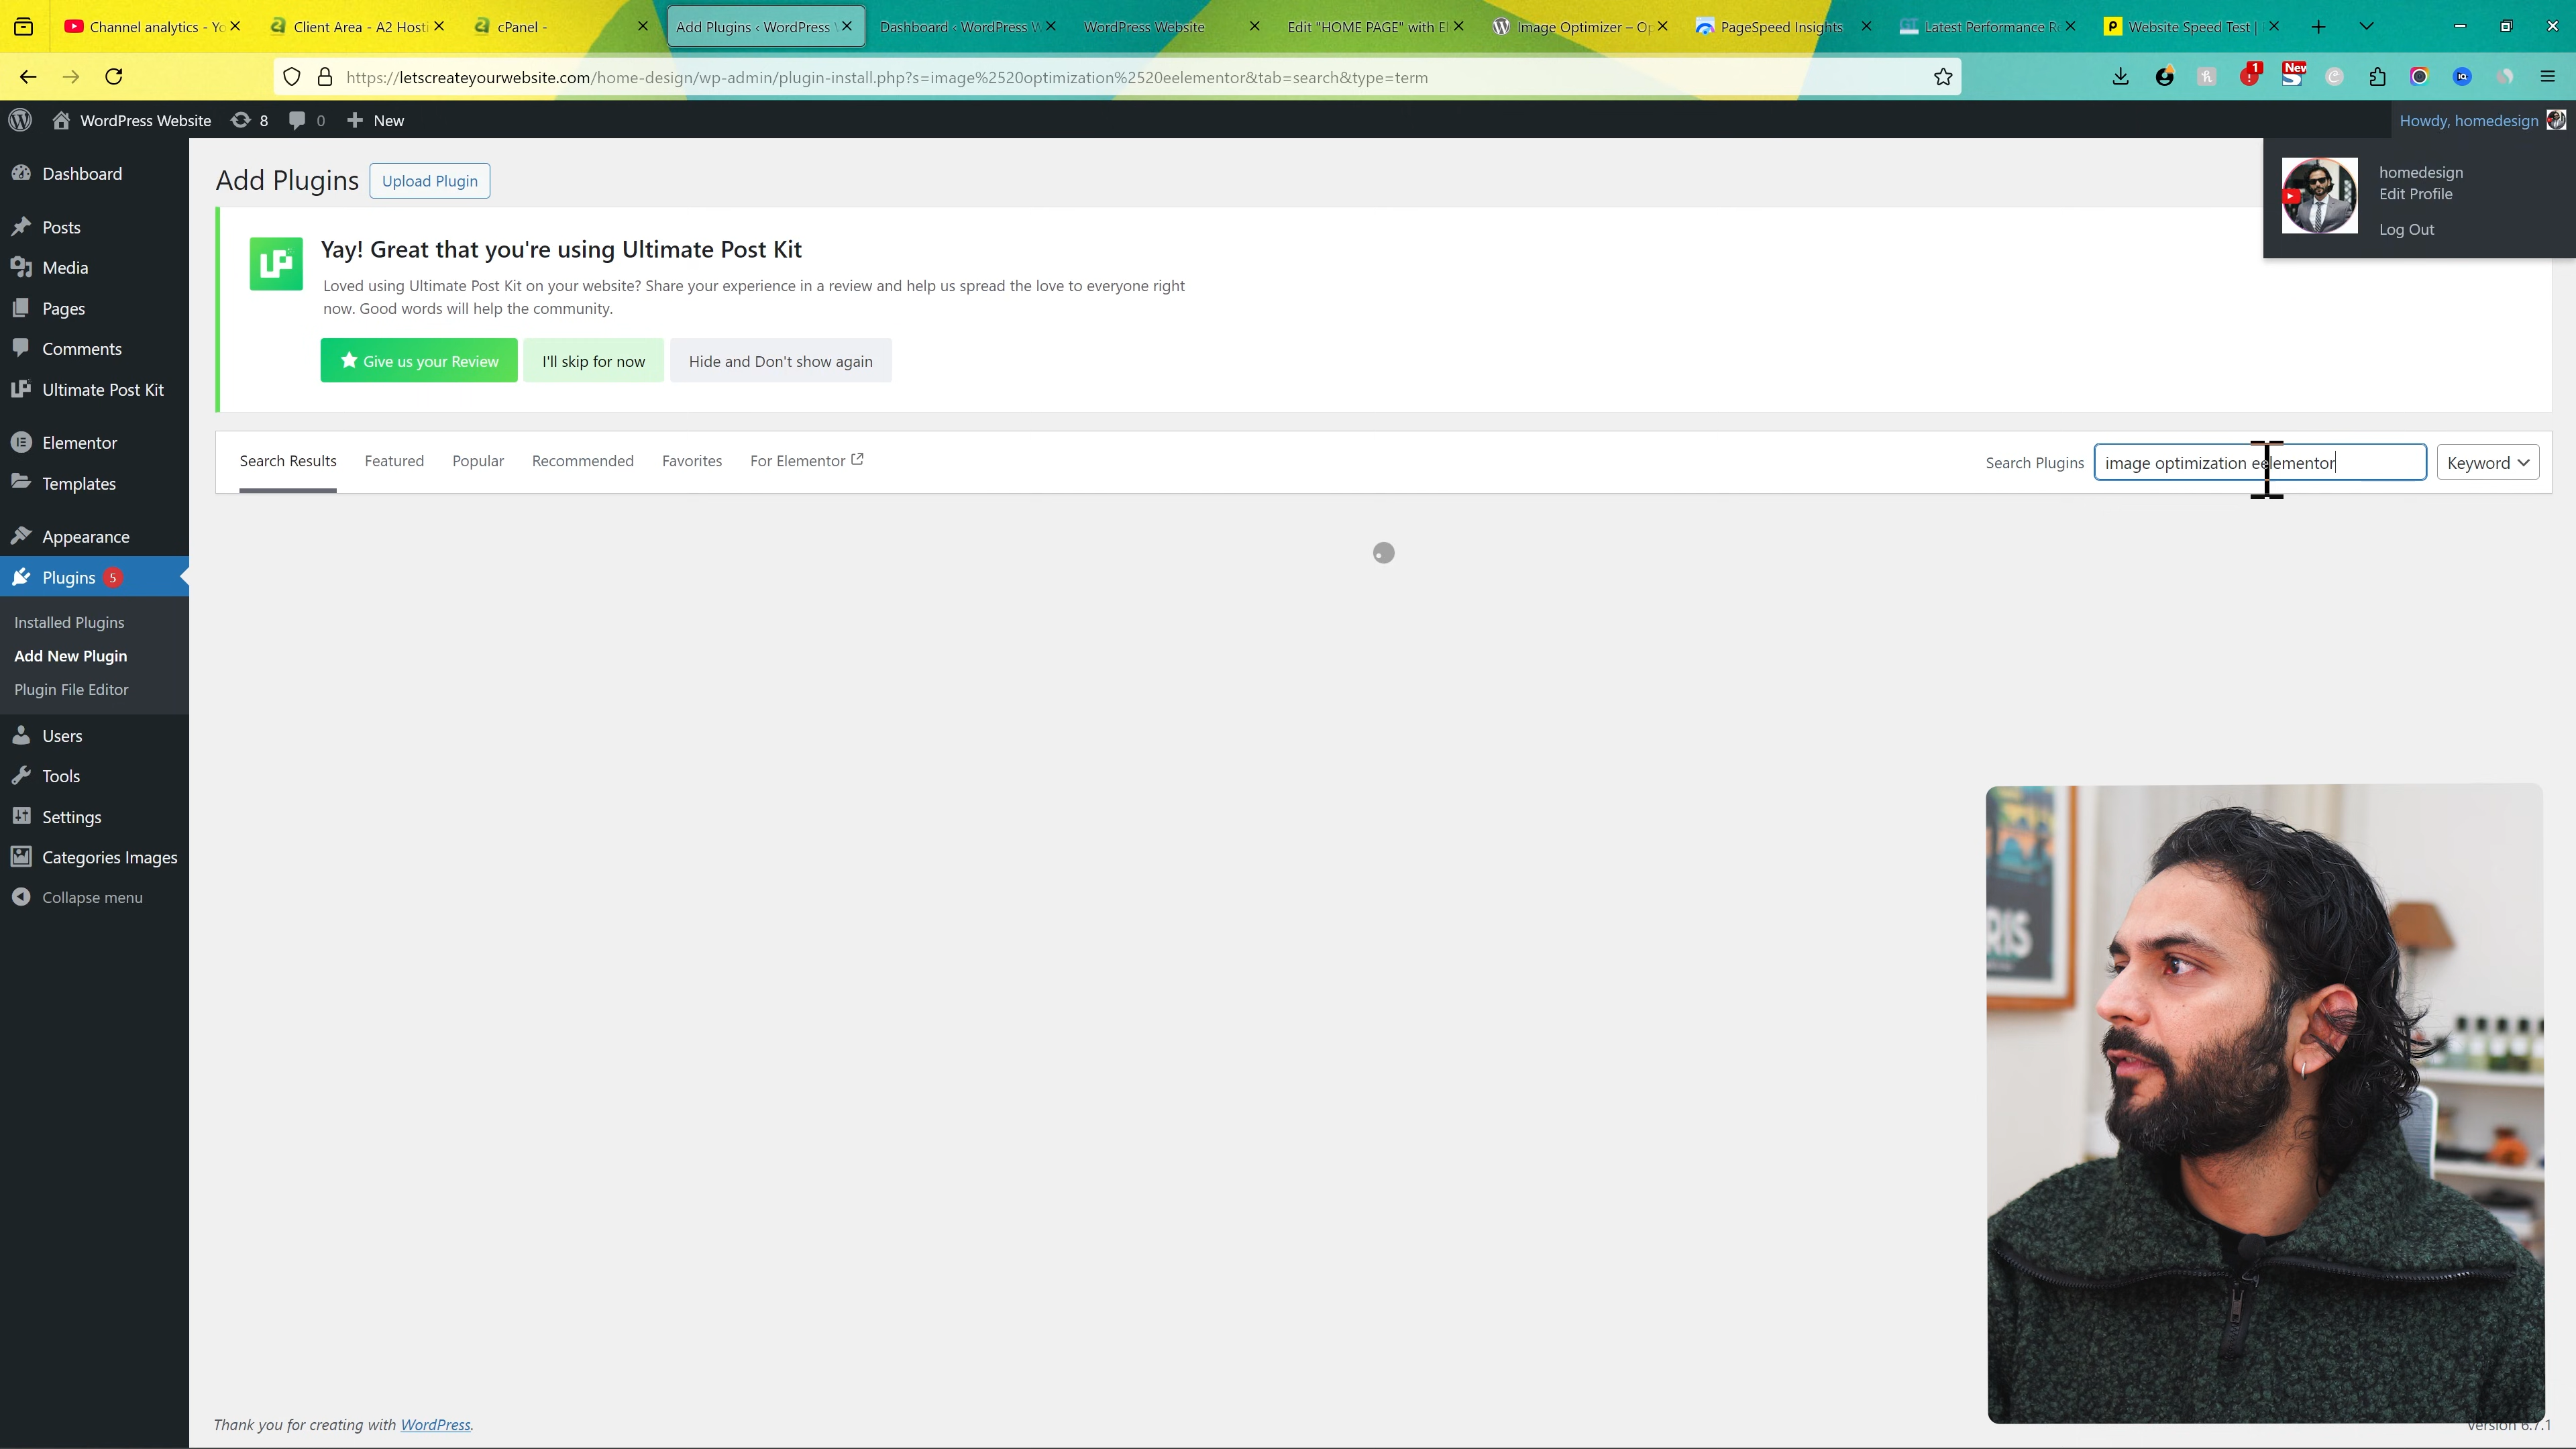 Channel analytics - Yo
Client Area - A2 Hosti
cPanel -
Add Plugins ‹ WordPress
Dashboard ‹ WordPress W
WordPress Website
Edit "HOME PAGE" with El
Image Optimizer – Op
PageSpeed Insights
Latest Performance Re
Website Speed Test |
https://letscreateyourwebsite.com/home-design/wp-admin/plugin-install.php?s=image%2520optimization%2520eelementor&tab=search&type=term
1
New
WordPress Website
8
0
New
Howdy, homedesign
homedesign
Edit Profile
Log Out
Dashboard
Posts
Media
Pages
Comments
Ultimate Post Kit
Elementor
Templates
Appearance
Plugins 5
Installed Plugins
Add New Plugin
Plugin File Editor
Users
Tools
Settings
Categories Images
Collapse menu
Add Plugins
Upload Plugin
Yay! Great that you're using Ultimate Post Kit
Loved using Ultimate Post Kit on your website? Share your experience in a review and help us spread the love to everyone right
now. Good words will help the community.
Give us your Review
I'll skip for now
Hide and Don't show again
Search Results
Featured
Popular
Recommended
Favorites
For Elementor
Search Plugins
image optimization eelementor
Keyword
RIS
Thank you for creating with WordPress.
Version 6.7.1